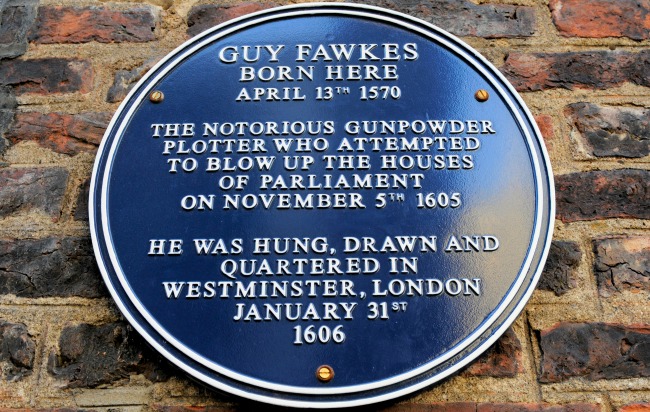 GUY FAWKES
BORN HERE
APRIL 13TH 1570
THE NOTORIOUS GUNPOWDER
PLOTTER WHO ATTEMPTED
TO BLOW UP THE HOUSES
OF PARLIAMENT
ON NOVEMBER 5TH 1605
HE WAS HUNG, DRAWN AND
QUARTERED IN
WESTMINSTER, LONDON
JANUARY 31ST
1606